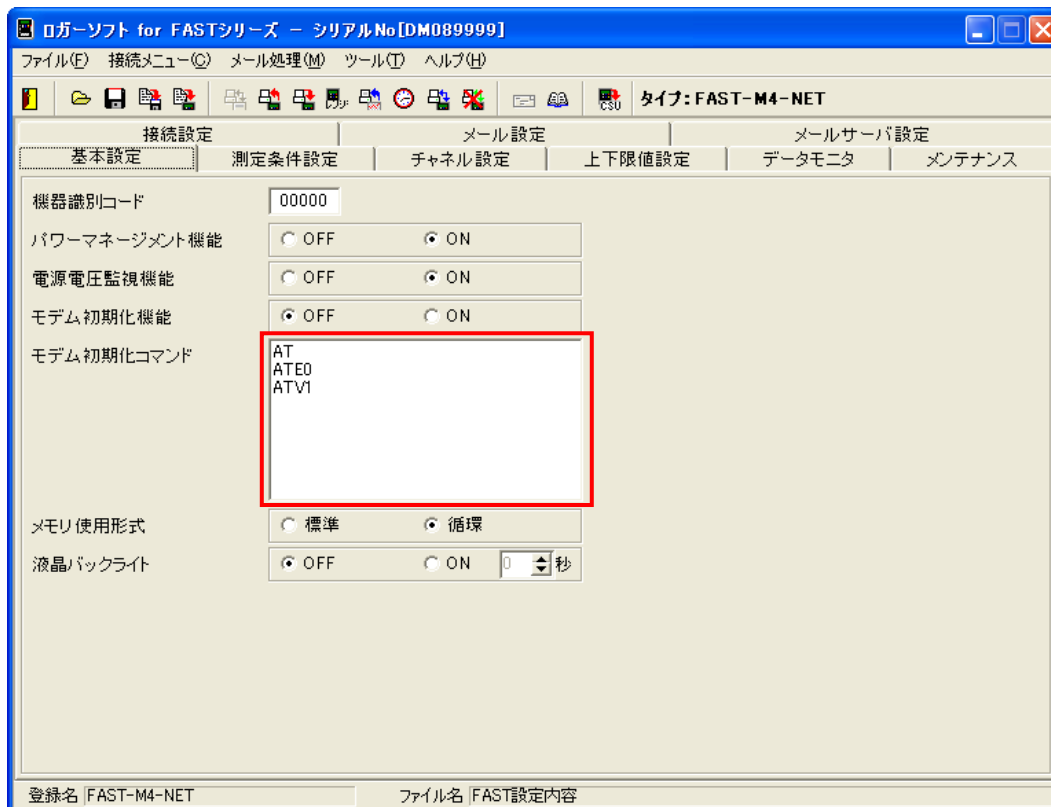 ロガーソフト for FASTシリーズ － シリアルNo[DM089999]
ファイル(F) 接続メニュー(C) メール処理(M) ツール(T) ヘルプ(H)
CSU タイプ:FAST-M4-NET
接続設定 メール設定 メールサーバ設定
基本設定 測定条件設定 チャネル設定 上下限値設定 データモニタ メンテナンス
機器識別コード 00000
パワーマネージメント機能 OFF ON
電源電圧監視機能 OFF ON
モデム初期化機能 OFF ON
モデム初期化コマンド AT
ATE0
ATV1
メモリ使用形式 標準 循環
液晶バックライト OFF ON 0 秒
登録名 FAST-M4-NET ファイル名 FAST設定内容